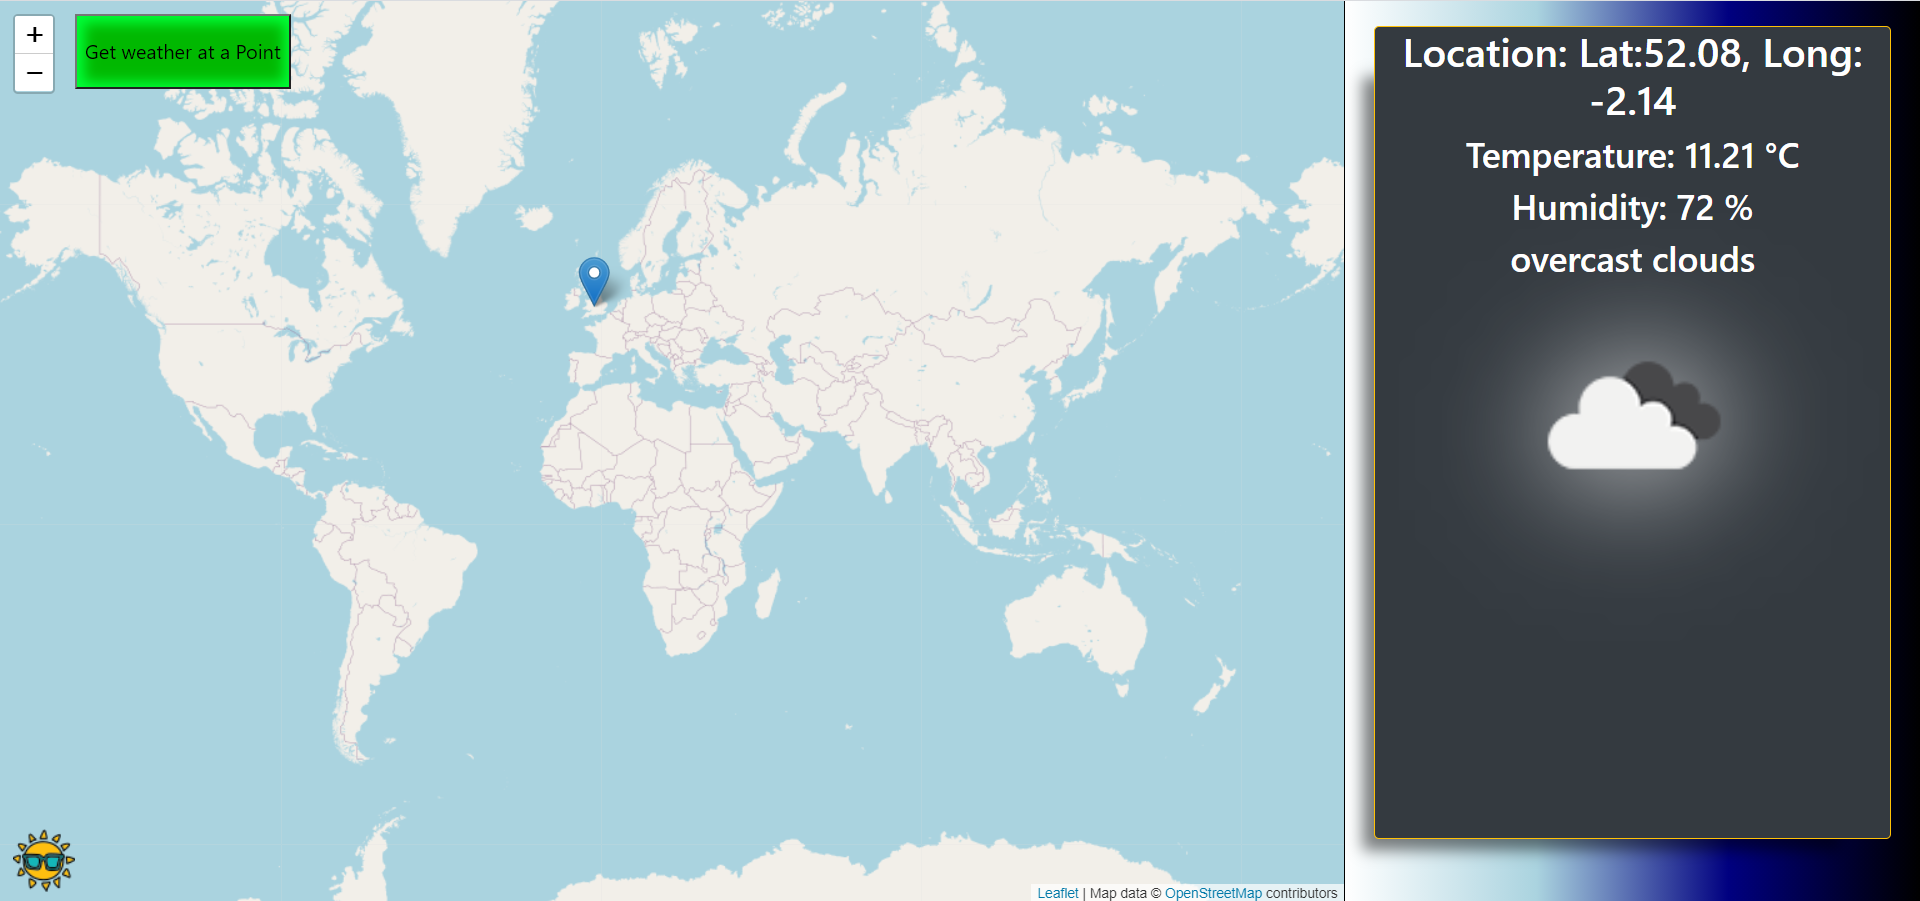 +
−
Get weather at a Point
Location: Lat:52.08, Long:
-2.14
Temperature: 11.21 °C
Humidity: 72 %
overcast clouds
Leaflet | Map data © OpenStreetMap contributors